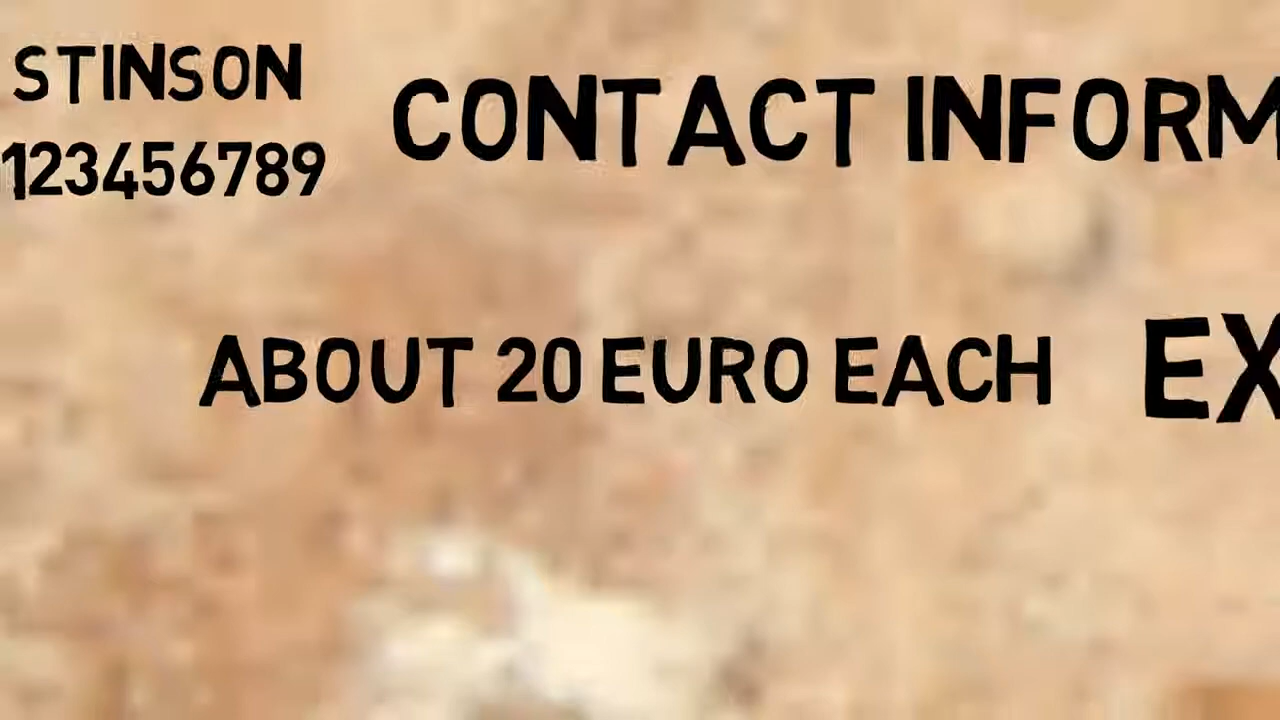 STINSON
CONTACT INFORM
123456789
ABOUT 20 EURO EACH
EX